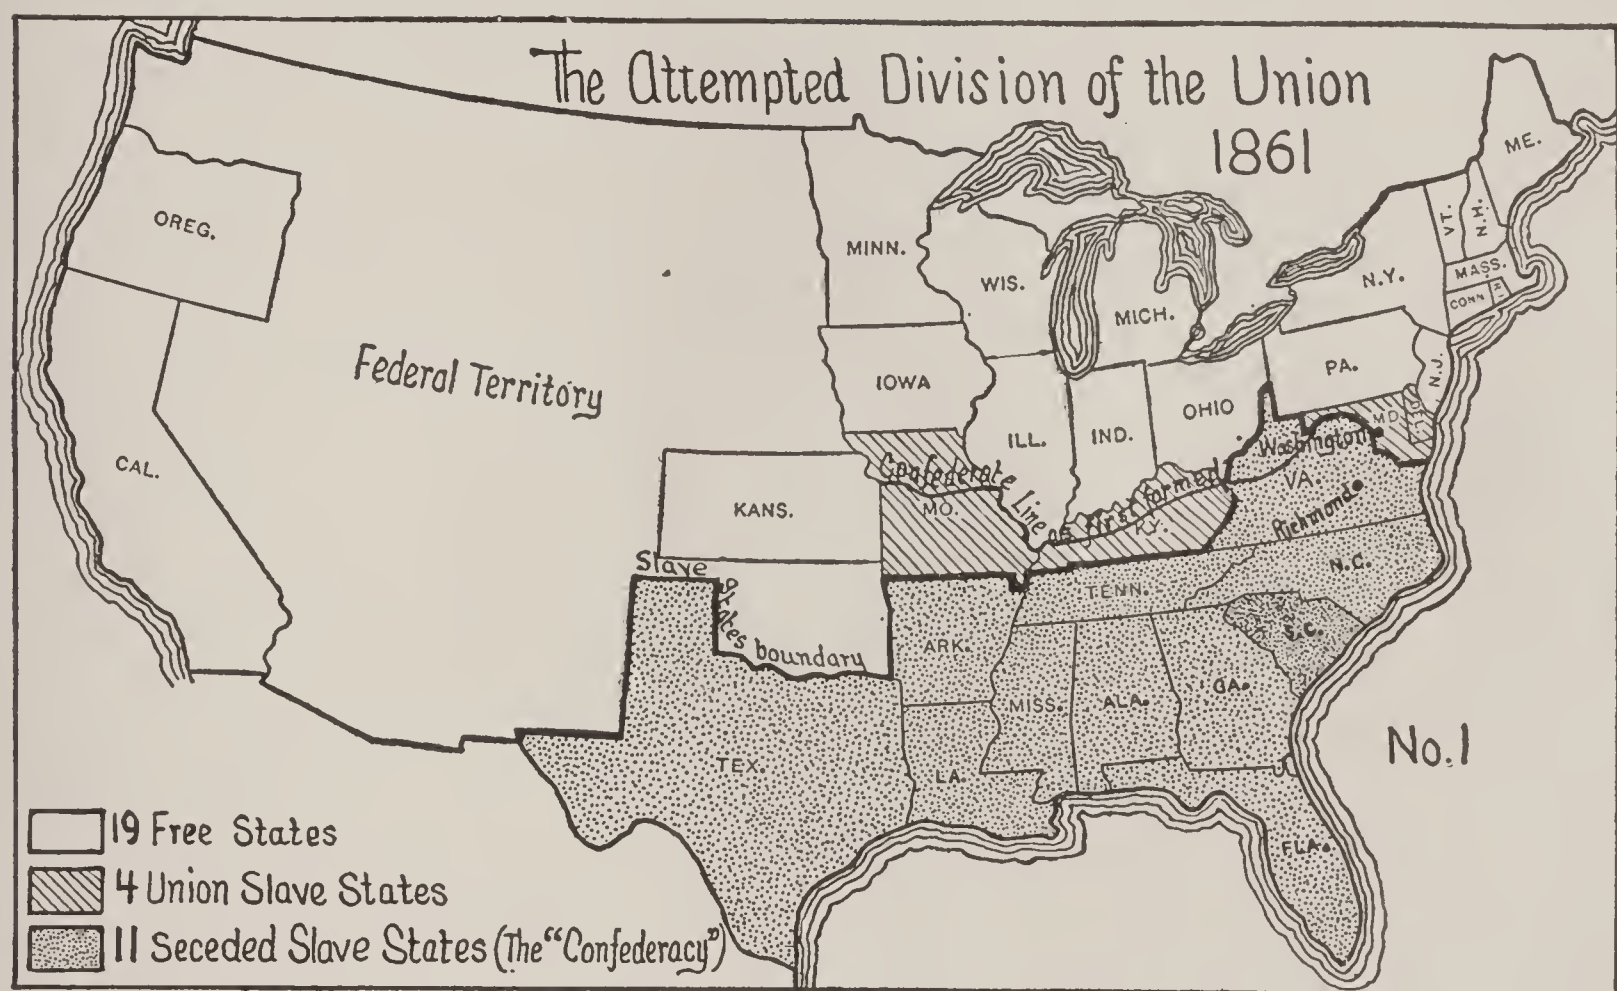 The Attempted Division of the Union
1861
ME.
OREG.
MINN.
WIS.
MICH.
VT.
N.H.
MASS.
CONN
N.Y.
Federal Territory
IOWA
PA.
N.J.
CAL.
ILL.
IND.
OHIO
MD.
DEL.
Washington
KANS.
Confederate Line as first formed
MO.
KY.
VA.
Richmond
Slave States boundary
TENN.
N.C.
ARK.
S.C.
MISS.
ALA.
GA.
TEX.
LA.
No.1
FLA.
19 Free States
4 Union Slave States
11 Seceded Slave States (The "Confederacy")